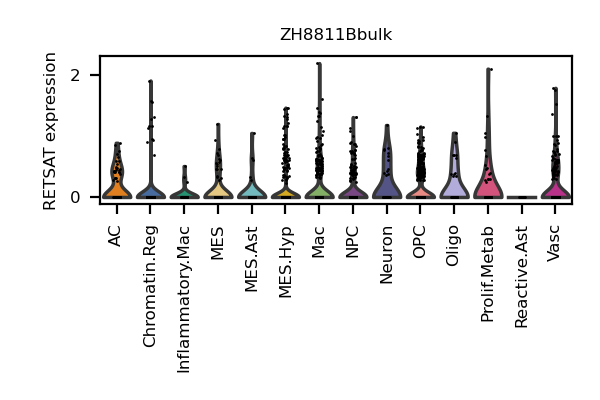 ZH8811Bbulk
RETSAT expression
2
0
AC
Chromatin.Reg
Inflammatory.Mac
MES
MES.Ast
MES.Hyp
Mac
NPC
Neuron
OPC
Oligo
Prolif.Metab
Reactive.Ast
Vasc